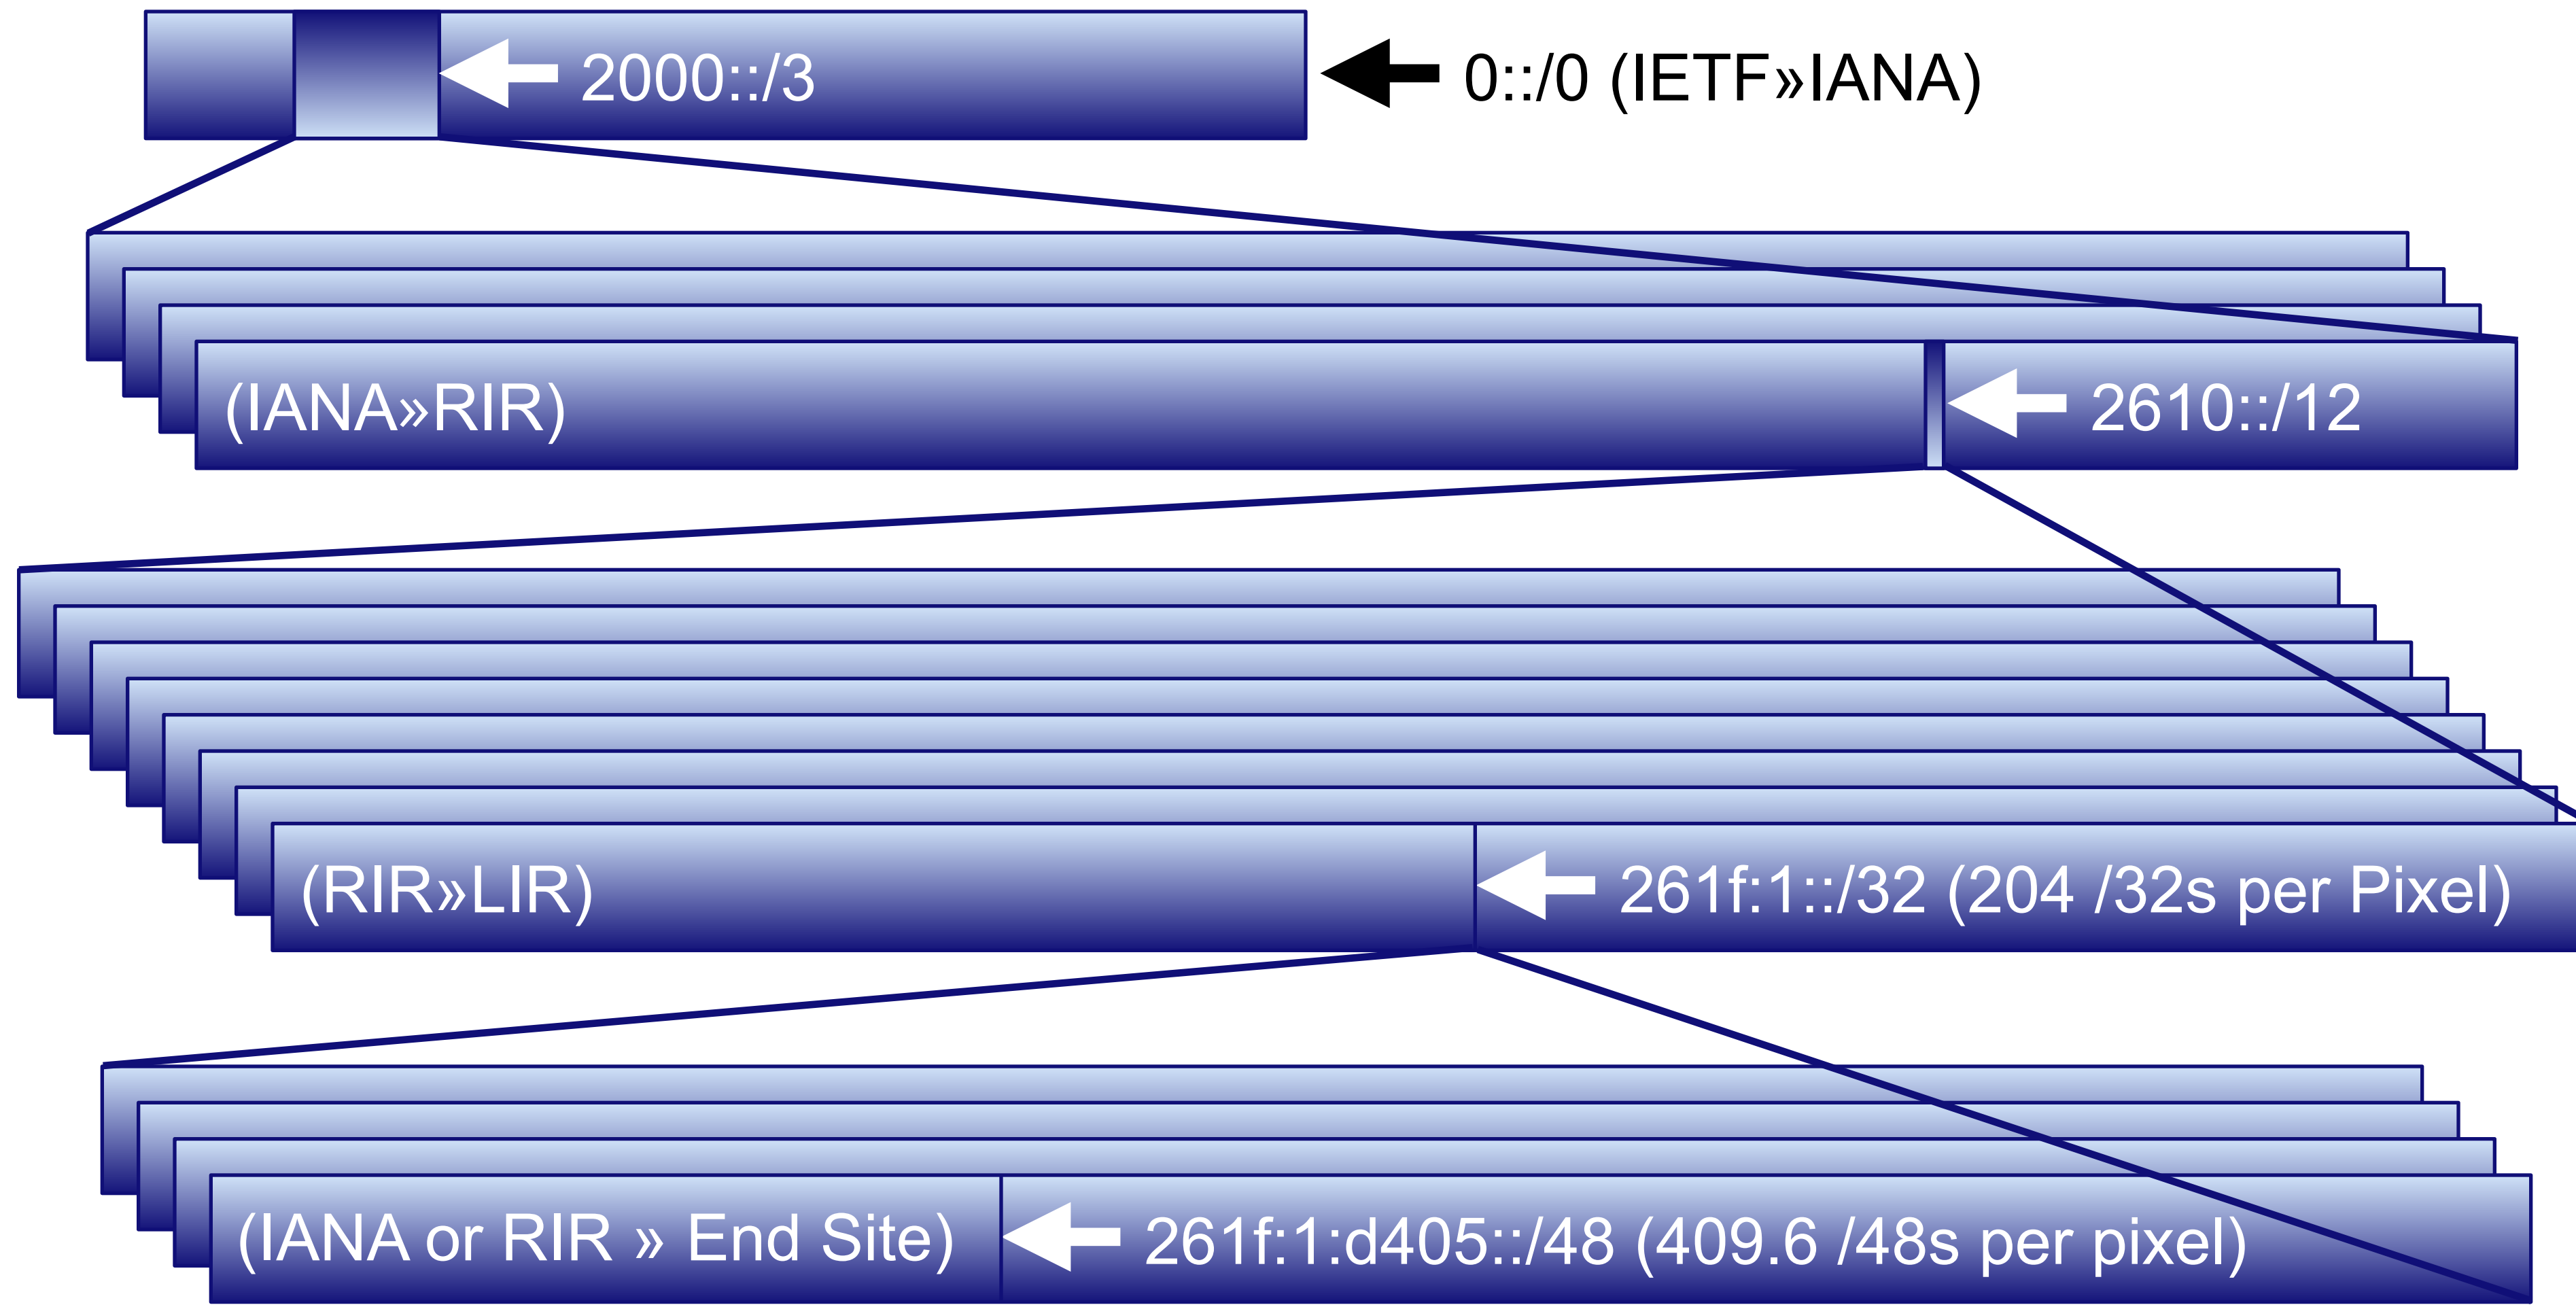 2000::/3
0::/0 (IETF»IANA)
(IANA»RIR)
2610::/12
(RIR»LIR)
261f:1::/32 (204 /32s per Pixel)
(IANA or RIR » End Site)
261f:1:d405::/48 (409.6 /48s per pixel)